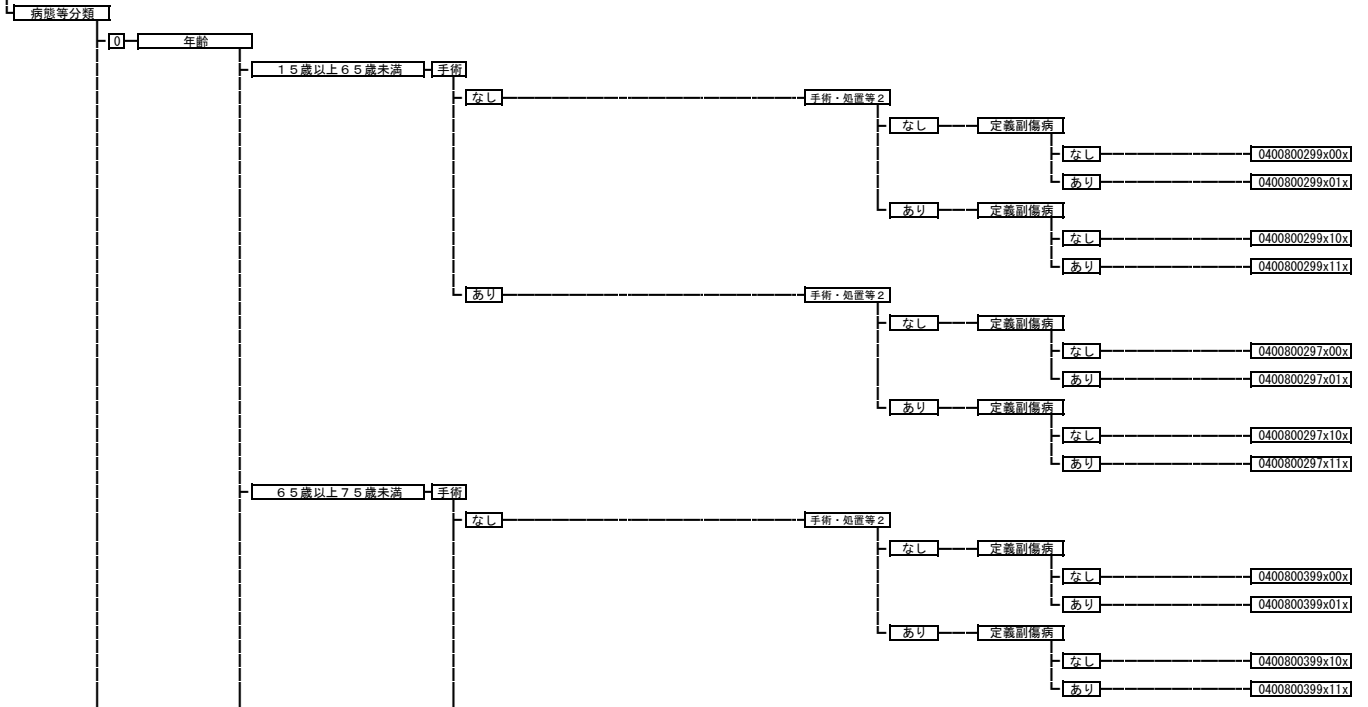 病態等分類
0 年齢
１５歳以上６５歳未満 手術
なし 手術・処置等２
なし 定義副傷病
なし 0400800299x00x
あり 0400800299x01x
あり 定義副傷病
なし 0400800299x10x
あり 0400800299x11x
あり 手術・処置等２
なし 定義副傷病
なし 0400800297x00x
あり 0400800297x01x
あり 定義副傷病
なし 0400800297x10x
あり 0400800297x11x
６５歳以上７５歳未満 手術
なし 手術・処置等２
なし 定義副傷病
なし 0400800399x00x
あり 0400800399x01x
あり 定義副傷病
なし 0400800399x10x
あり 0400800399x11x